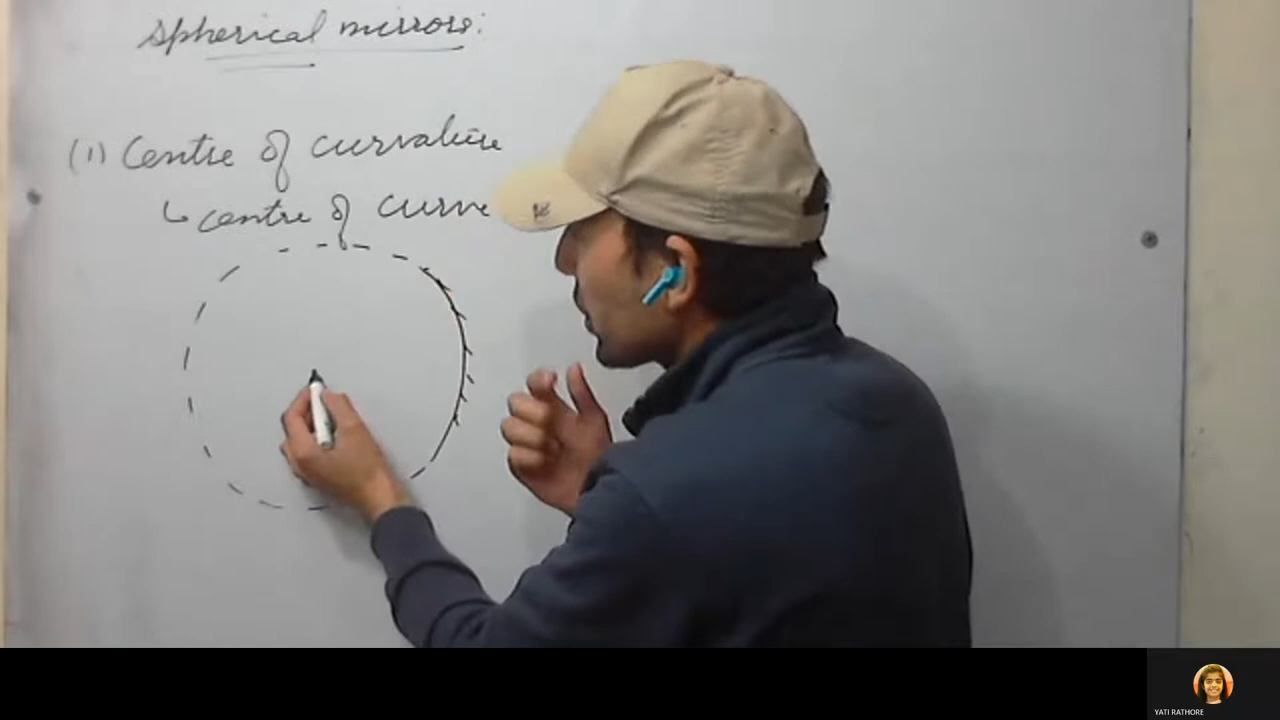 Spherical mirrors:
(1) Centre of curvature
↳ centre of curve
YATI RATHORE